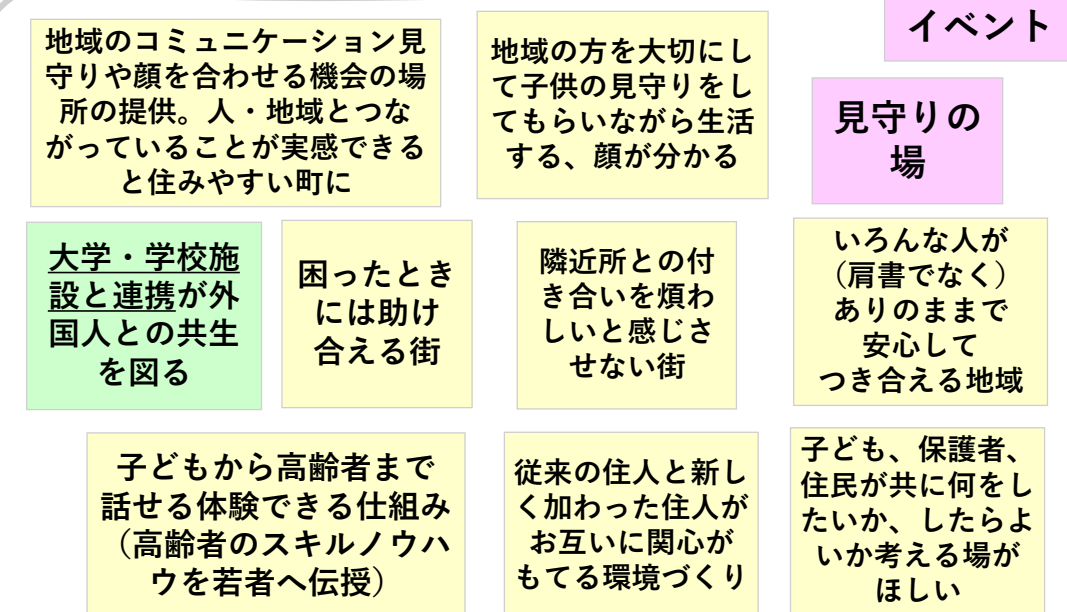 イベント
地域のコミュニケーション見
守りや顔を合わせる機会の場
所の提供。人・地域とつな
がっていることが実感できる
と住みやすい町に
地域の方を大切にし
て子供の見守りをし
てもらいながら生活
する、顔が分かる
見守りの
場
大学・学校施
設と連携が外
国人との共生
を図る
困ったとき
には助け
合える街
隣近所との付
き合いを煩わ
しいと感じさ
せない街
いろんな人が
（肩書でなく）
ありのままで
安心して
つき合える地域
子どもから高齢者まで
話せる体験できる仕組み
（高齢者のスキルノウハ
ウを若者へ伝授）
従来の住人と新し
く加わった住人が
お互いに関心が
もてる環境づくり
子ども、保護者、
住民が共に何をし
たいか、したらよ
いか考える場が
ほしい